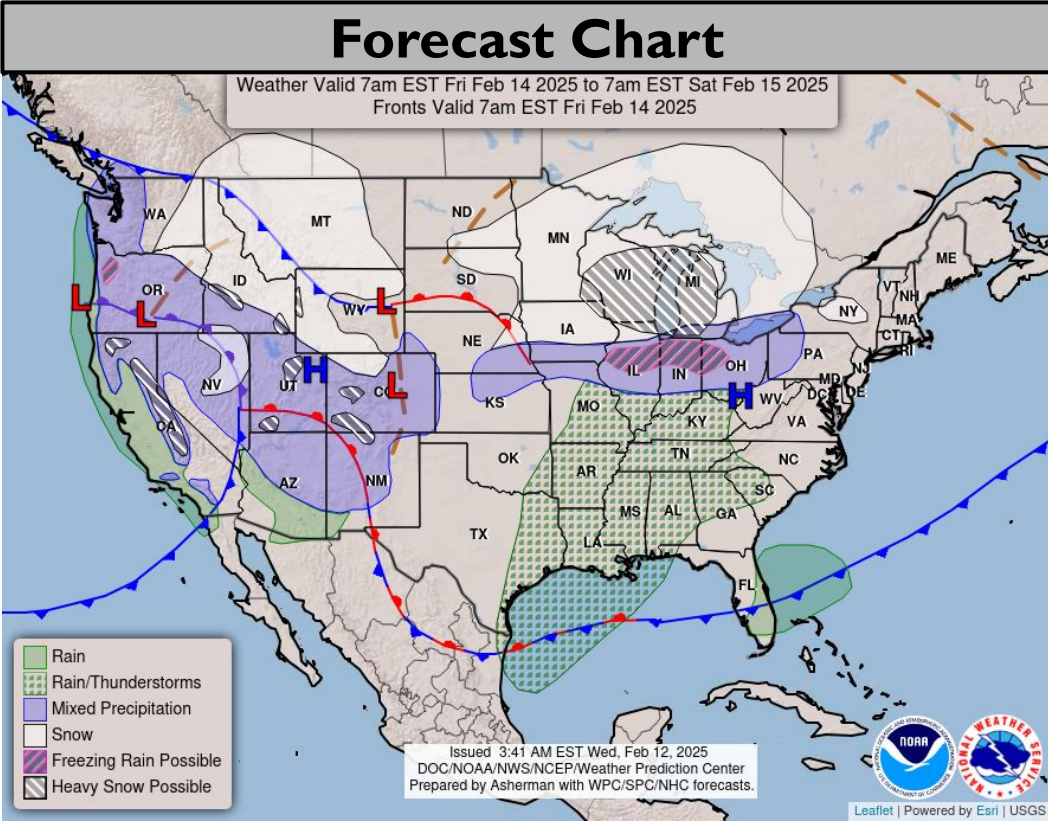 Forecast Chart
Weather Valid 7am EST Fri Feb 14 2025 to 7am EST Sat Feb 15 2025
Fronts Valid 7am EST Fri Feb 14 2025
WA
MT
ND
MN
ME
VT
NH
OR
ID
SD
WI
MI
NY
MA
CT
RI
L
L
L
WY
IA
NE
PA
NJ
NV
UT
H
CO
L
IL
IN
OH
H
MD
DE
DC
WV
VA
CA
KS
MO
KY
AZ
NM
OK
AR
TN
NC
SC
TX
MS
AL
GA
LA
FL
Rain
Rain/Thunderstorms
Mixed Precipitation
Snow
Freezing Rain Possible
Heavy Snow Possible
Issued 3:41 AM EST Wed, Feb 12, 2025
DOC/NOAA/NWS/NCEP/Weather Prediction Center
Prepared by Asherman with WPC/SPC/NHC forecasts.
NOAA
NATIONAL WEATHER SERVICE
Leaflet | Powered by Esri | USGS